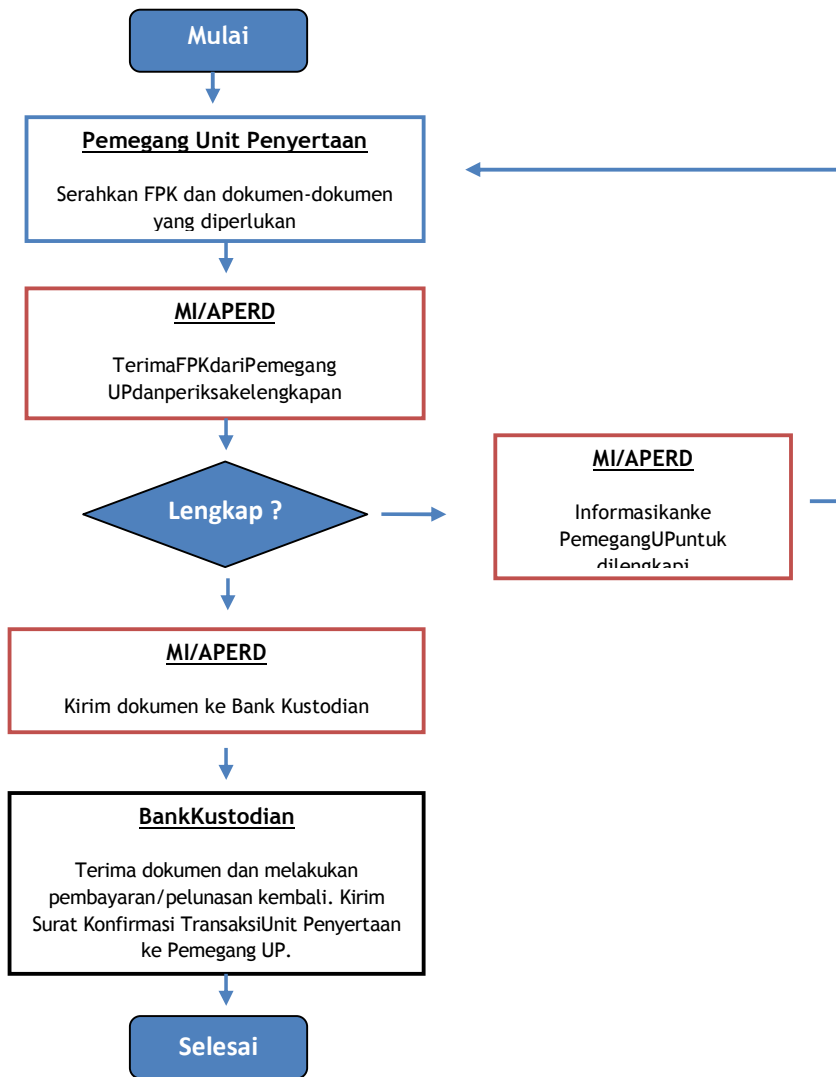 Mulai
Pemegang Unit Penyertaan
Serahkan FPK dan dokumen-dokumen
yang diperlukan
MI/APERD
TerimaFPKdariPemegang
UPdanperiksakelengkapan
Lengkap ?
MI/APERD
Informasikanke
PemegangUPuntuk
dilengkapi
MI/APERD
Kirim dokumen ke Bank Kustodian
BankKustodian
Terima dokumen dan melakukan
pembayaran/pelunasan kembali. Kirim
Surat Konfirmasi TransaksiUnit Penyertaan
ke Pemegang UP.
Selesai